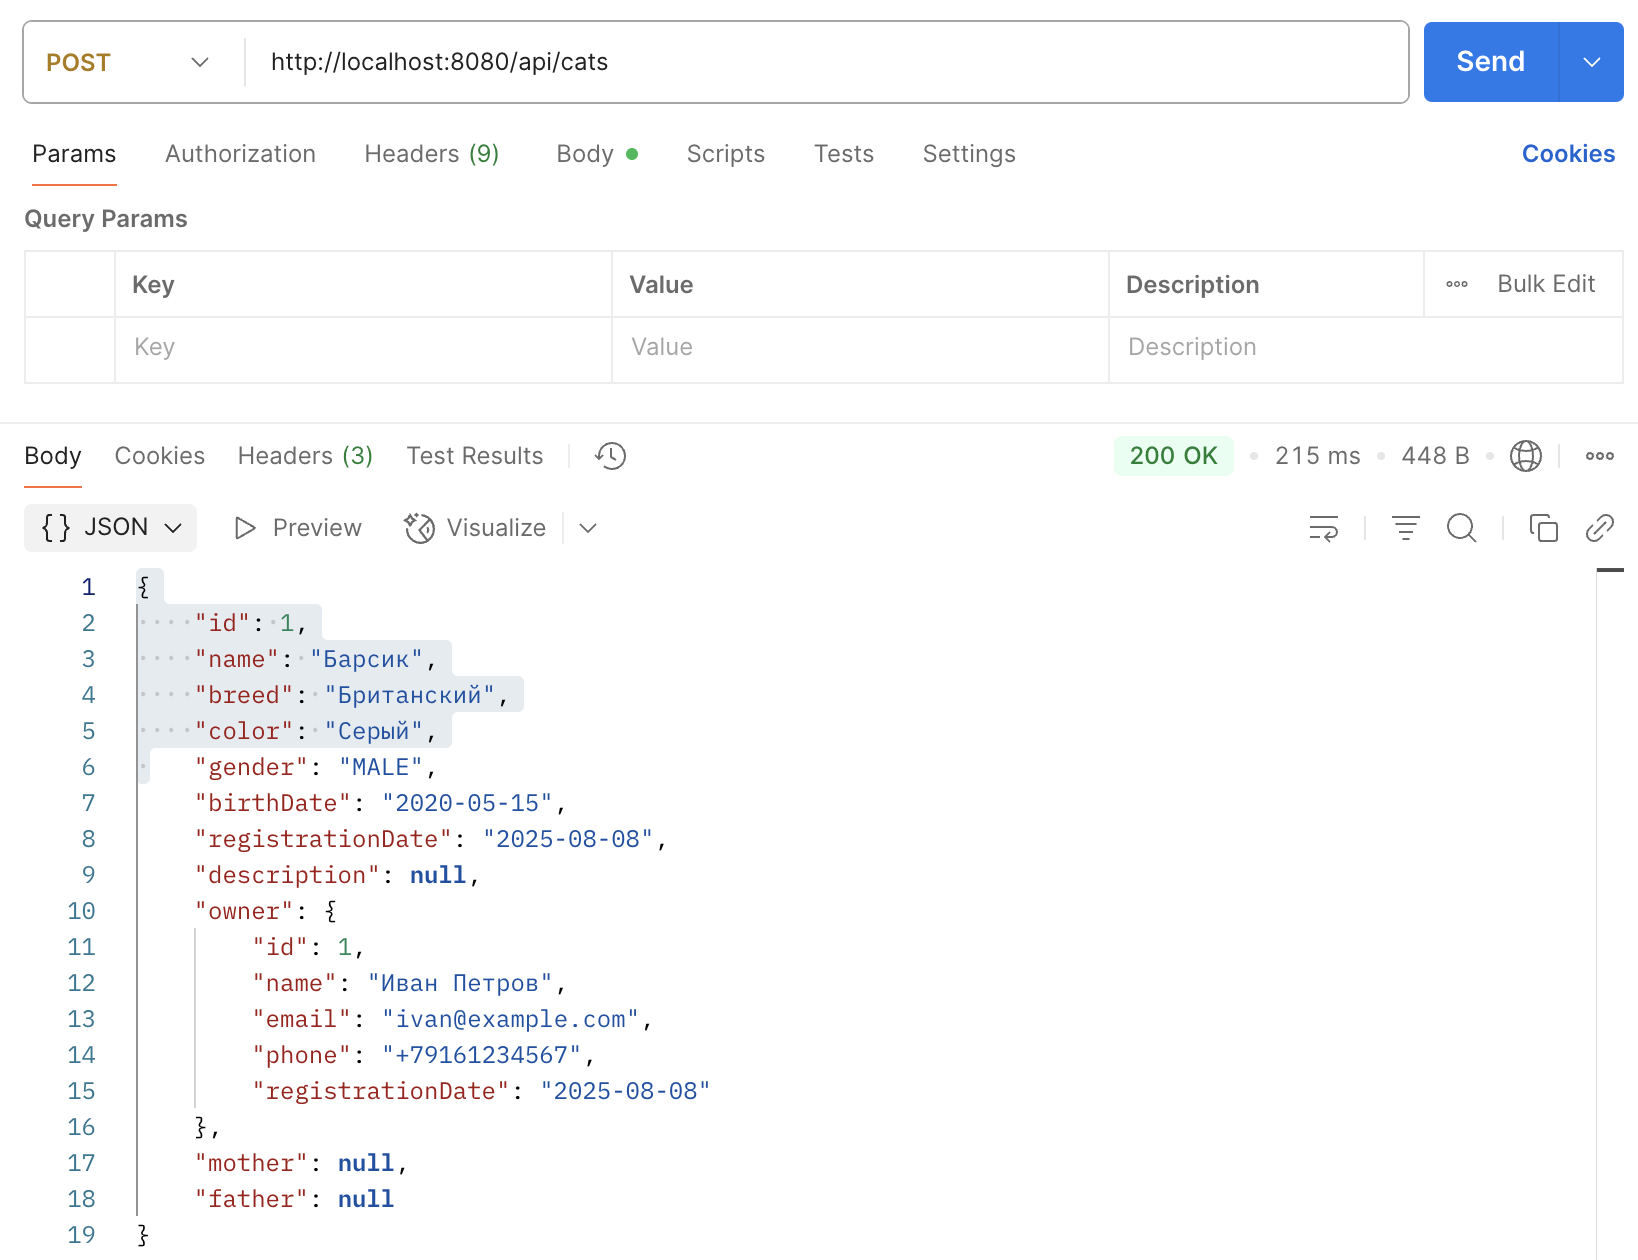 POST http://localhost:8080/api/cats Send
Params Authorization Headers (9) Body Scripts Tests Settings Cookies
Query Params
Key Value Description Bulk Edit
Key Value Description
Body Cookies Headers (3) Test Results 200 OK 215 ms 448 B
{} JSON Preview Visualize
1 {
2 "id": 1,
3 "name": "Барсик",
4 "breed": "Британский",
5 "color": "Серый",
6 "gender": "MALE",
7 "birthDate": "2020-05-15",
8 "registrationDate": "2025-08-08",
9 "description": null,
10 "owner": {
11 "id": 1,
12 "name": "Иван Петров",
13 "email": "ivan@example.com",
14 "phone": "+79161234567",
15 "registrationDate": "2025-08-08"
16 },
17 "mother": null,
18 "father": null
19 }